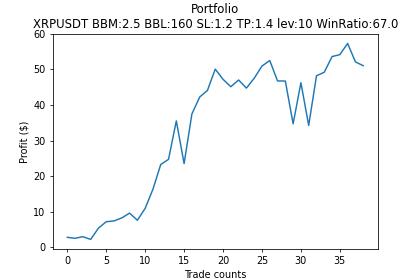 Portfolio
XRPUSDT BBM:2.5 BBL:160 SL:1.2 TP:1.4 lev:10 WinRatio:67.0
60
50
40
30
20
10
0
Profit ($)
0 5 10 15 20 25 30 35
Trade counts